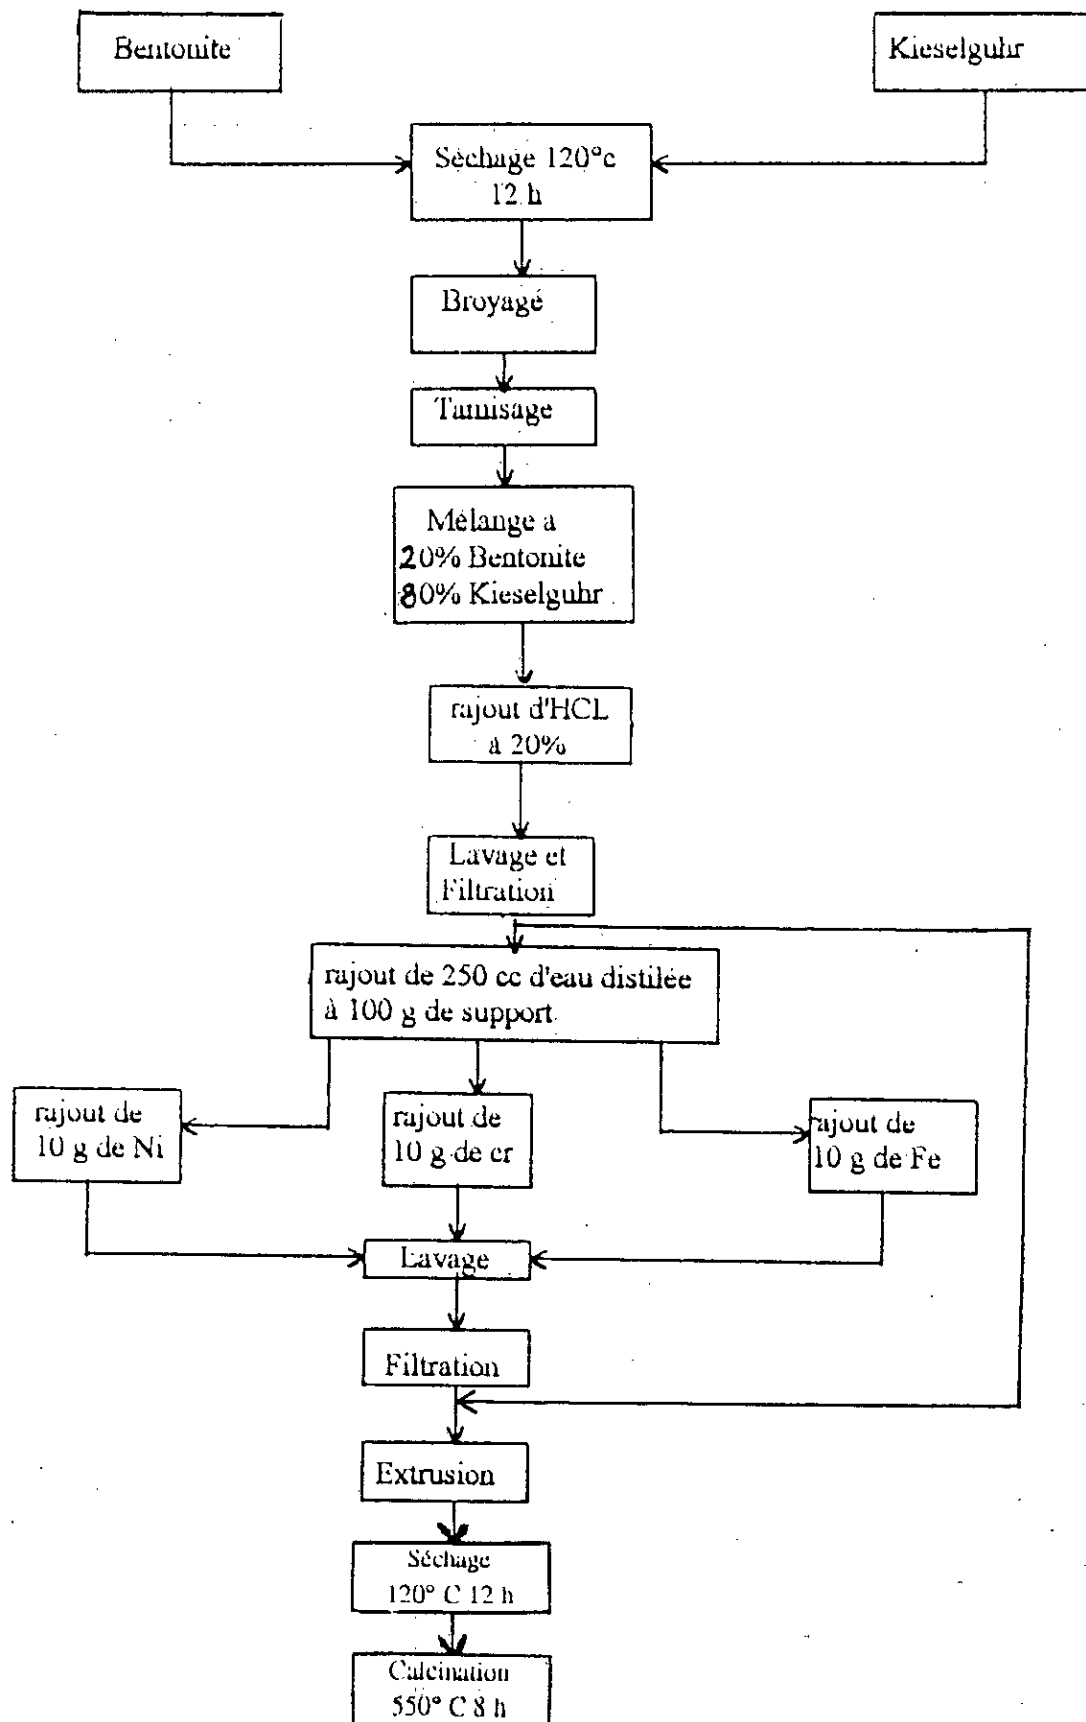 Bentonite
Kieselguhr
Séchage 120°c
12 h
Broyagé
Tamisage
Mélange a
20% Bentonite
80% Kieselguhr
rajout d'HCL
à 20%
Lavage et
Filtration
rajout de 250 cc d'eau distilée
à 100 g de support
rajout de
10 g de Ni
rajout de
10 g de cr
rajout de
10 g de Fe
Lavage
Filtration
Extrusion
Séchage
120° C 12 h
Calcination
550° C 8 h